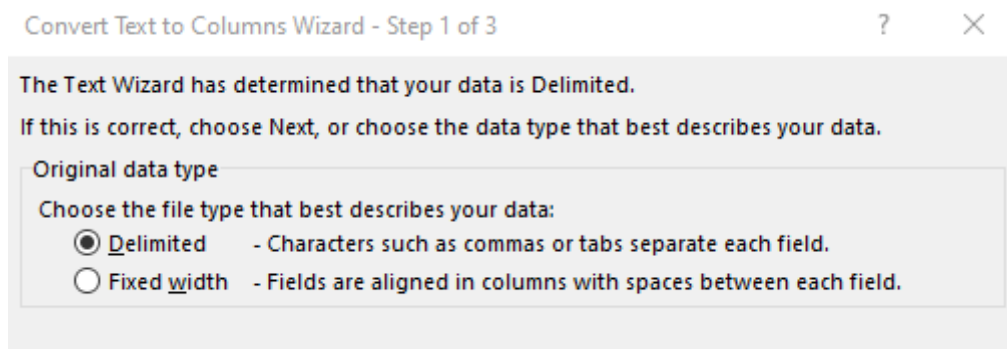 Convert Text to Columns Wizard - Step 1 of 3 ?
The Text Wizard has determined that your data is Delimited.
If this is correct, choose Next, or choose the data type that best describes your data.
Original data type
Choose the file type that best describes your data:
Delimited - Characters such as commas or tabs separate each field.
Fixed width - Fields are aligned in columns with spaces between each field.